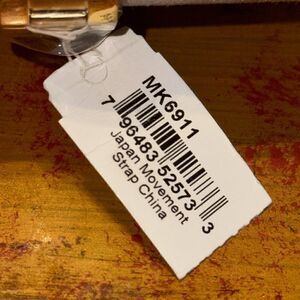 MK6911
7 96483 52573 3
Japan Movement
Strap China